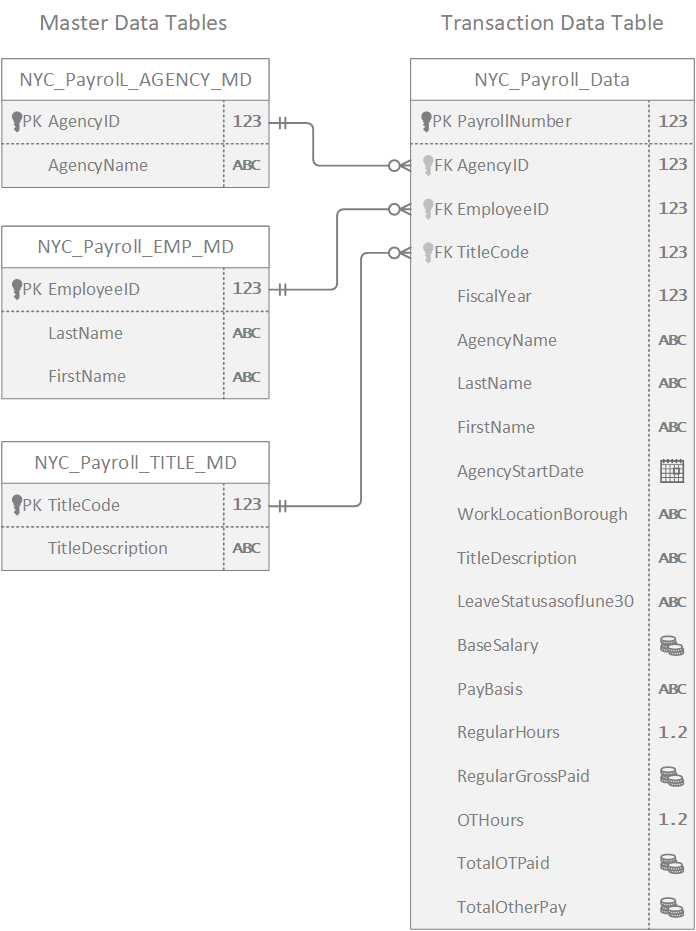 Master Data Tables
Transaction Data Table
NYC_PayrolL_AGENCY_MD
PK AgencyID 123
AgencyName ABC
NYC_Payroll_EMP_MD
PK EmployeeID 123
LastName ABC
FirstName ABC
NYC_Payroll_TITLE_MD
PK TitleCode 123
TitleDescription ABC
NYC_Payroll_Data
PK PayrollNumber 123
FK AgencyID 123
FK EmployeeID 123
FK TitleCode 123
FiscalYear 123
AgencyName ABC
LastName ABC
FirstName ABC
AgencyStartDate
WorkLocationBorough ABC
TitleDescription ABC
LeaveStatusasofJune30 ABC
BaseSalary
PayBasis ABC
RegularHours 1.2
RegularGrossPaid
OTHours 1.2
TotalOTPaid
TotalOtherPay